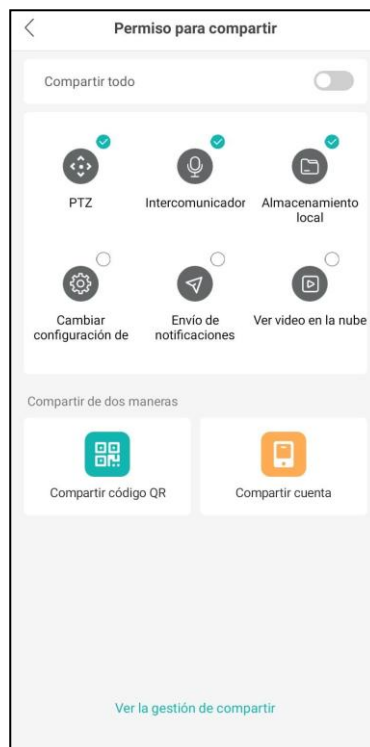 Permiso para compartir
Compartir todo
PTZ
Intercomunicador
Almacenamiento
local
Cambiar
configuración de
Envío de
notificaciones
Ver video en la nube
Compartir de dos maneras
Compartir código QR
Compartir cuenta
Ver la gestión de compartir